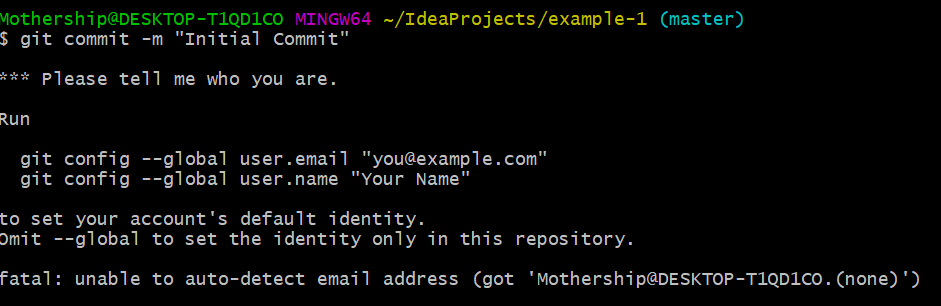 Mothership@DESKTOP-T1QD1CO MINGW64 ~/IdeaProjects/example-1 (master)
$ git commit -m "Initial Commit"
*** Please tell me who you are.
Run
git config --global user.email "you@example.com"
git config --global user.name "Your Name"
to set your account's default identity.
Omit --global to set the identity only in this repository.
fatal: unable to auto-detect email address (got 'Mothership@DESKTOP-T1QD1CO.(none)')